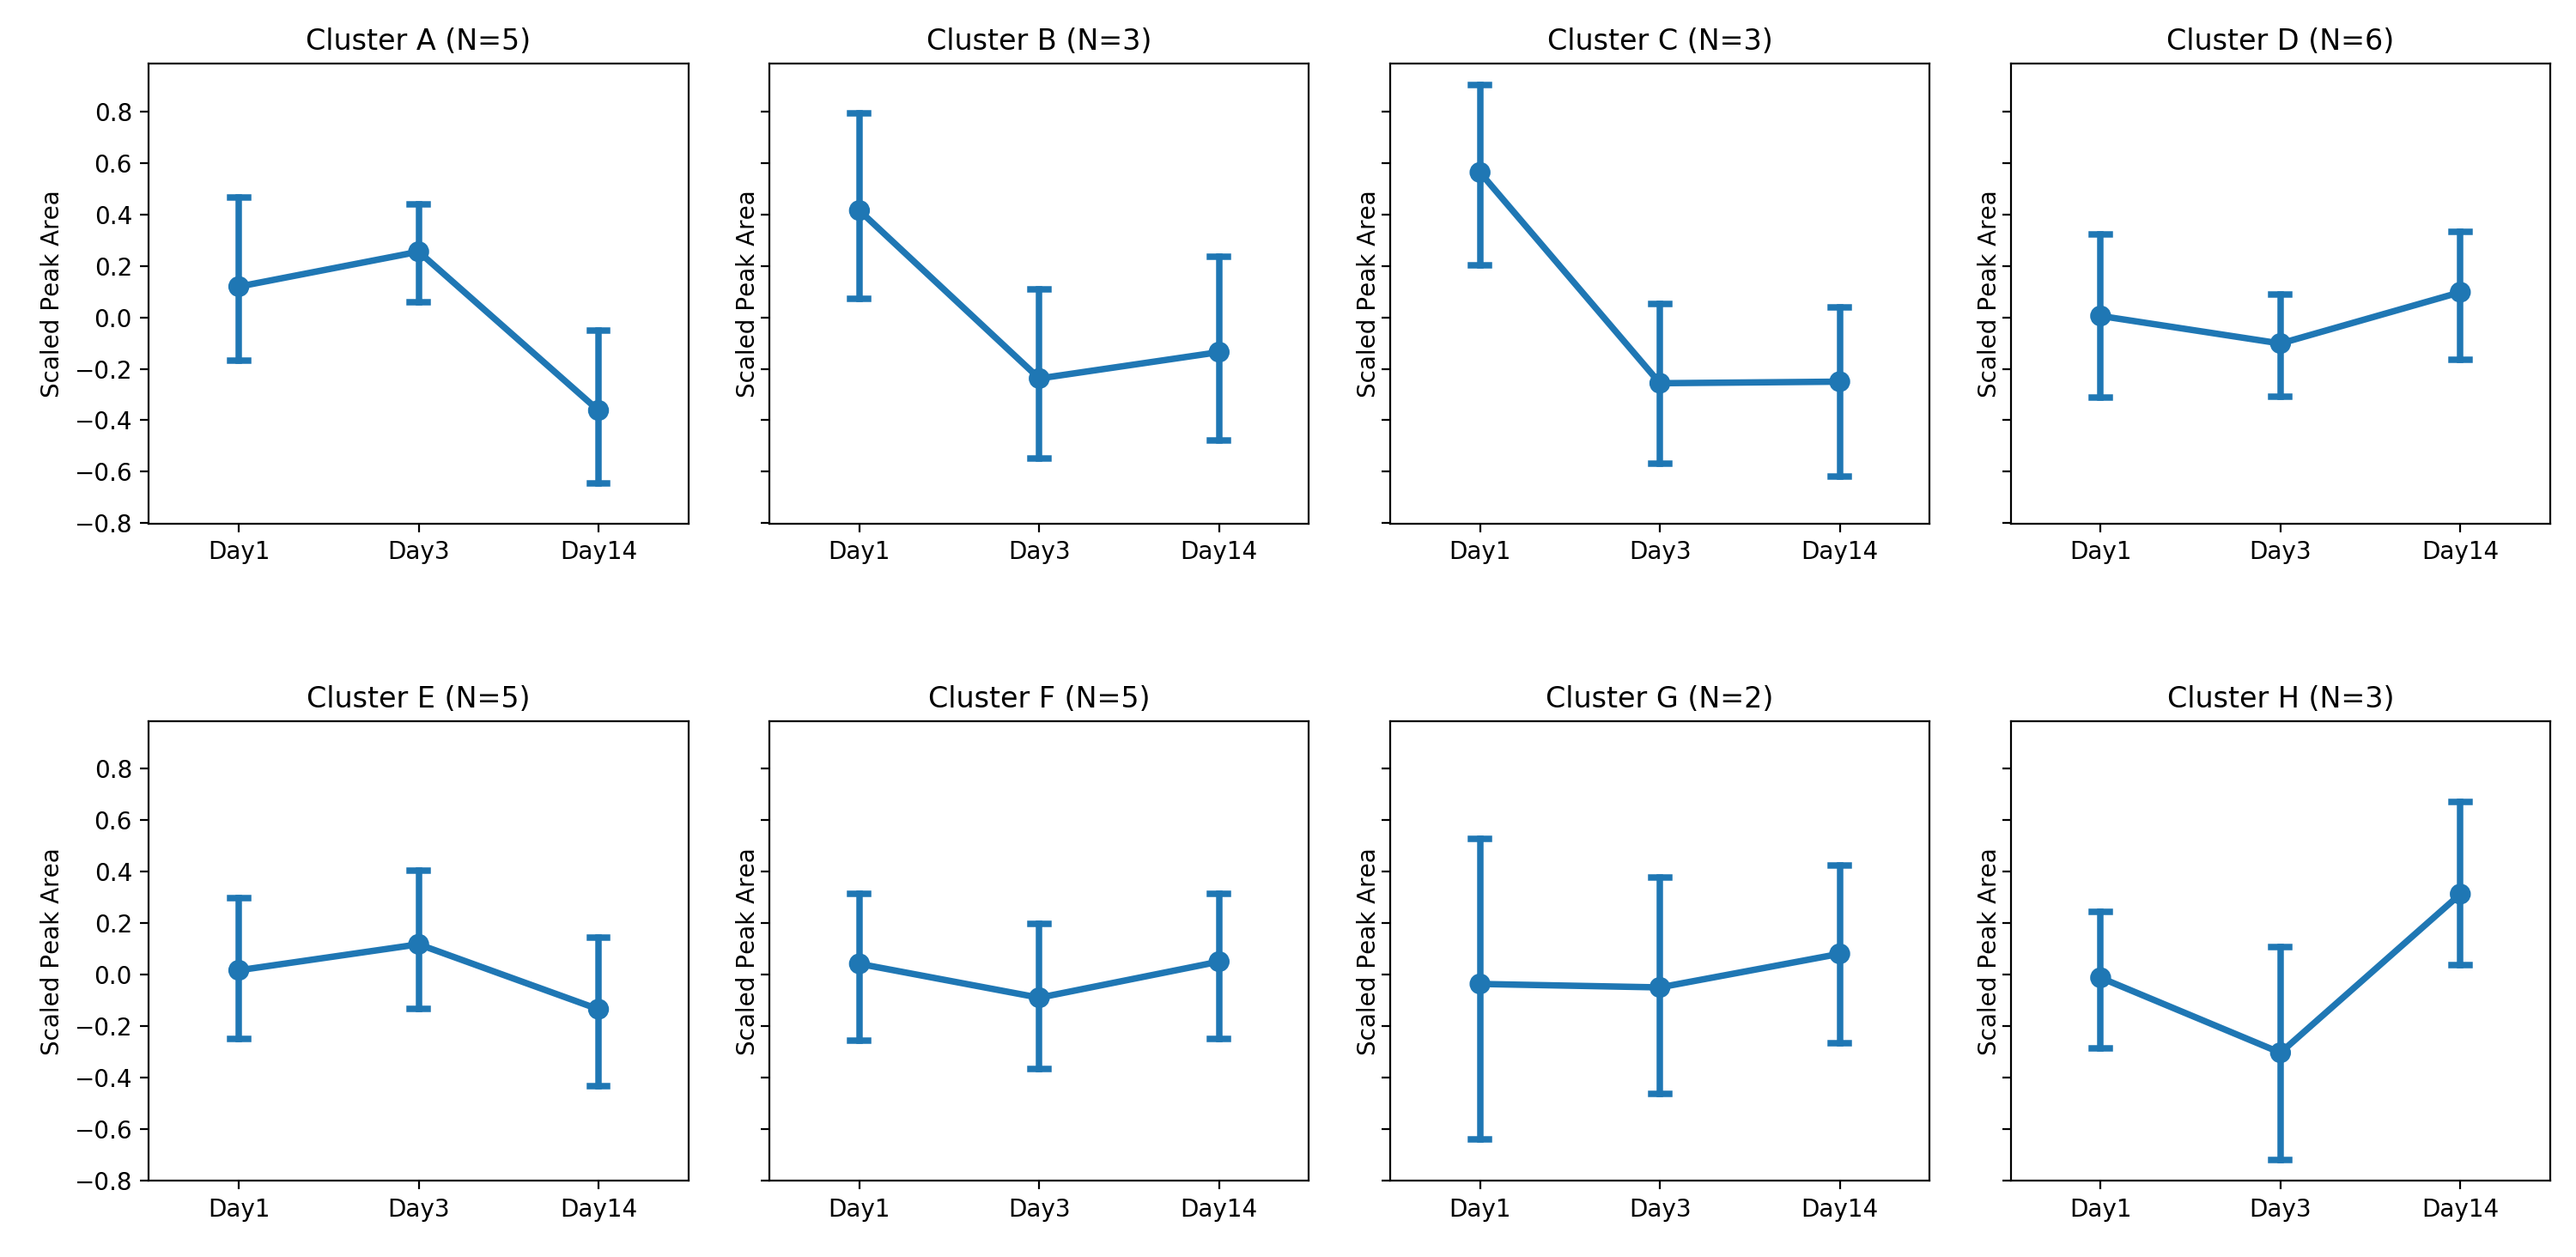 Cluster A (N=5)
Scaled Peak Area
0.8
0.6
0.4
0.2
0.0
−0.2
−0.4
−0.6
−0.8
Day1 Day3 Day14
Cluster B (N=3)
Scaled Peak Area
Day1 Day3 Day14
Cluster C (N=3)
Scaled Peak Area
Day1 Day3 Day14
Cluster D (N=6)
Scaled Peak Area
Day1 Day3 Day14
Cluster E (N=5)
Scaled Peak Area
0.8
0.6
0.4
0.2
0.0
−0.2
−0.4
−0.6
−0.8
Day1 Day3 Day14
Cluster F (N=5)
Scaled Peak Area
Day1 Day3 Day14
Cluster G (N=2)
Scaled Peak Area
Day1 Day3 Day14
Cluster H (N=3)
Scaled Peak Area
Day1 Day3 Day14